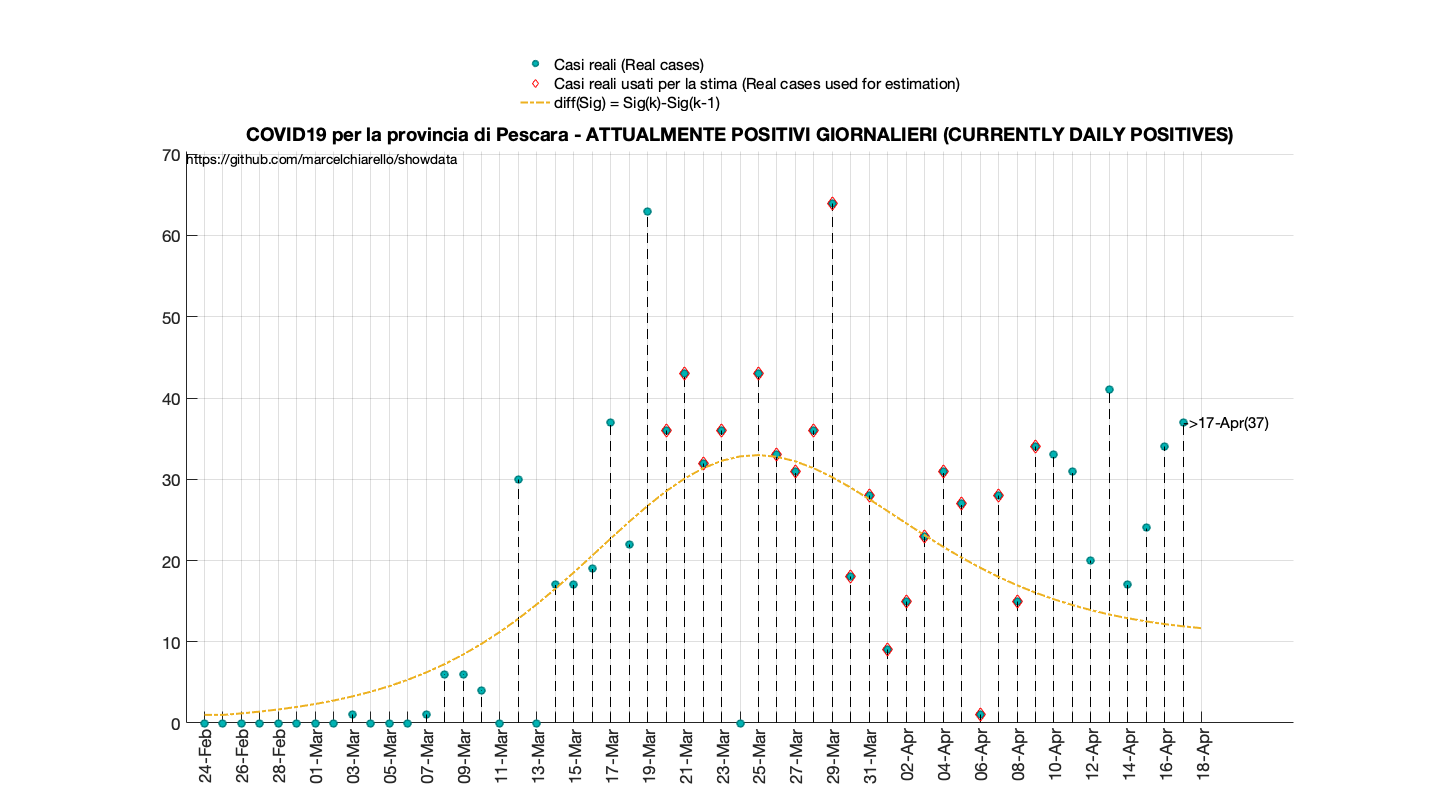 Casi reali (Real cases)
Casi reali usati per la stima (Real cases used for estimation)
diff(Sig) = Sig(k)-Sig(k-1)
COVID19 per la provincia di Pescara - ATTUALMENTE POSITIVI GIORNALIERI (CURRENTLY DAILY POSITIVES)
https://github.com/marcelchiarello/showdata
70
60
50
40
30
20
10
0
->17-Apr(37)
24-Feb
26-Feb
28-Feb
01-Mar
03-Mar
05-Mar
07-Mar
09-Mar
11-Mar
13-Mar
15-Mar
17-Mar
19-Mar
21-Mar
23-Mar
25-Mar
27-Mar
29-Mar
31-Mar
02-Apr
04-Apr
06-Apr
08-Apr
10-Apr
12-Apr
14-Apr
16-Apr
18-Apr